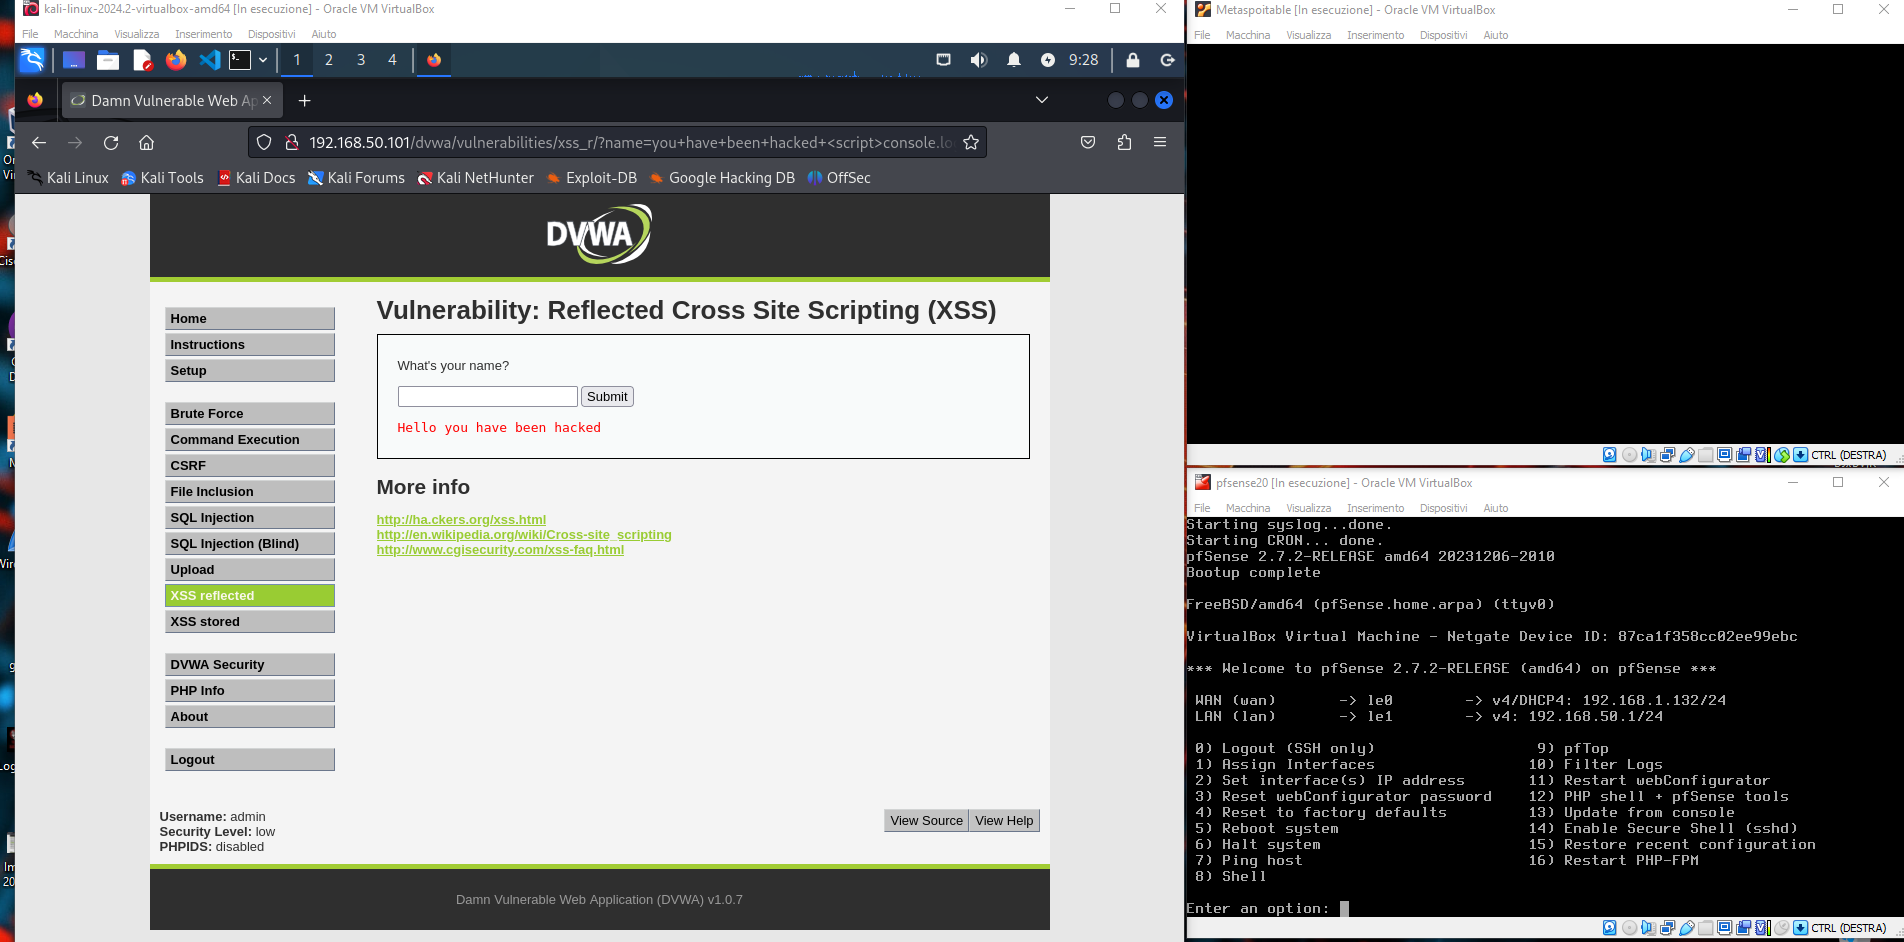 kali-linux-2024.2-virtualbox-amd64 [In esecuzione] - Oracle VM VirtualBox
File Macchina Visualizza Inserimento Dispositivi Aiuto
1 2 3 4 9:28
Damn Vulnerable Web Ap
192.168.50.101/dvwa/vulnerabilities/xss_r/?name=you+have+been+hacked+<script>console.lo
Kali Linux Kali Tools Kali Docs Kali Forums Kali NetHunter Exploit-DB Google Hacking DB OffSec
DVWA
Home
Instructions
Setup
Brute Force
Command Execution
CSRF
File Inclusion
SQL Injection
SQL Injection (Blind)
Upload
XSS reflected
XSS stored
DVWA Security
PHP Info
About
Logout
Vulnerability: Reflected Cross Site Scripting (XSS)
What's your name?
Submit
Hello you have been hacked
More info
http://ha.ckers.org/xss.html
http://en.wikipedia.org/wiki/Cross-site_scripting
http://www.cgisecurity.com/xss-faq.html
Username: admin
Security Level: low
PHPIDS: disabled
View Source View Help
Damn Vulnerable Web Application (DVWA) v1.0.7
Metaspoitable [In esecuzione] - Oracle VM VirtualBox
File Macchina Visualizza Inserimento Dispositivi Aiuto
CTRL (DESTRA)
pfsense20 [In esecuzione] - Oracle VM VirtualBox
File Macchina Visualizza Inserimento Dispositivi Aiuto
Starting syslog...done.
Starting CRON... done.
pfSense 2.7.2-RELEASE amd64 20231206-2010
Bootup complete
FreeBSD/amd64 (pfSense.home.arpa) (ttyv0)
VirtualBox Virtual Machine - Netgate Device ID: 87ca1f358cc02ee99ebc
*** Welcome to pfSense 2.7.2-RELEASE (amd64) on pfSense ***
WAN (wan) -> le0 -> v4/DHCP4: 192.168.1.132/24
LAN (lan) -> le1 -> v4: 192.168.50.1/24
0) Logout (SSH only) 9) pfTop
1) Assign Interfaces 10) Filter Logs
2) Set interface(s) IP address 11) Restart webConfigurator
3) Reset webConfigurator password 12) PHP shell + pfSense tools
4) Reset to factory defaults 13) Update from console
5) Reboot system 14) Enable Secure Shell (sshd)
6) Halt system 15) Restore recent configuration
7) Ping host 16) Restart PHP-FPM
8) Shell
Enter an option:
CTRL (DESTRA)